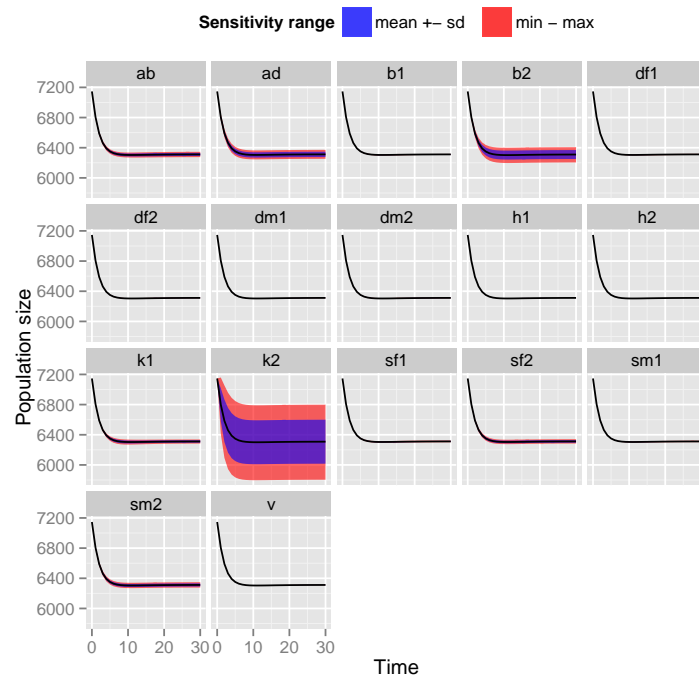 Sensitivity range mean +− sd min − max
ab ad b1 b2 df1
7200
6800
6400
6000
df2 dm1 dm2 h1 h2
7200
6800
6400
6000
k1 k2 sf1 sf2 sm1
7200
6800
6400
6000
sm2 v
7200
6800
6400
6000
0 10 20 30 0 10 20 30
Population size
Time